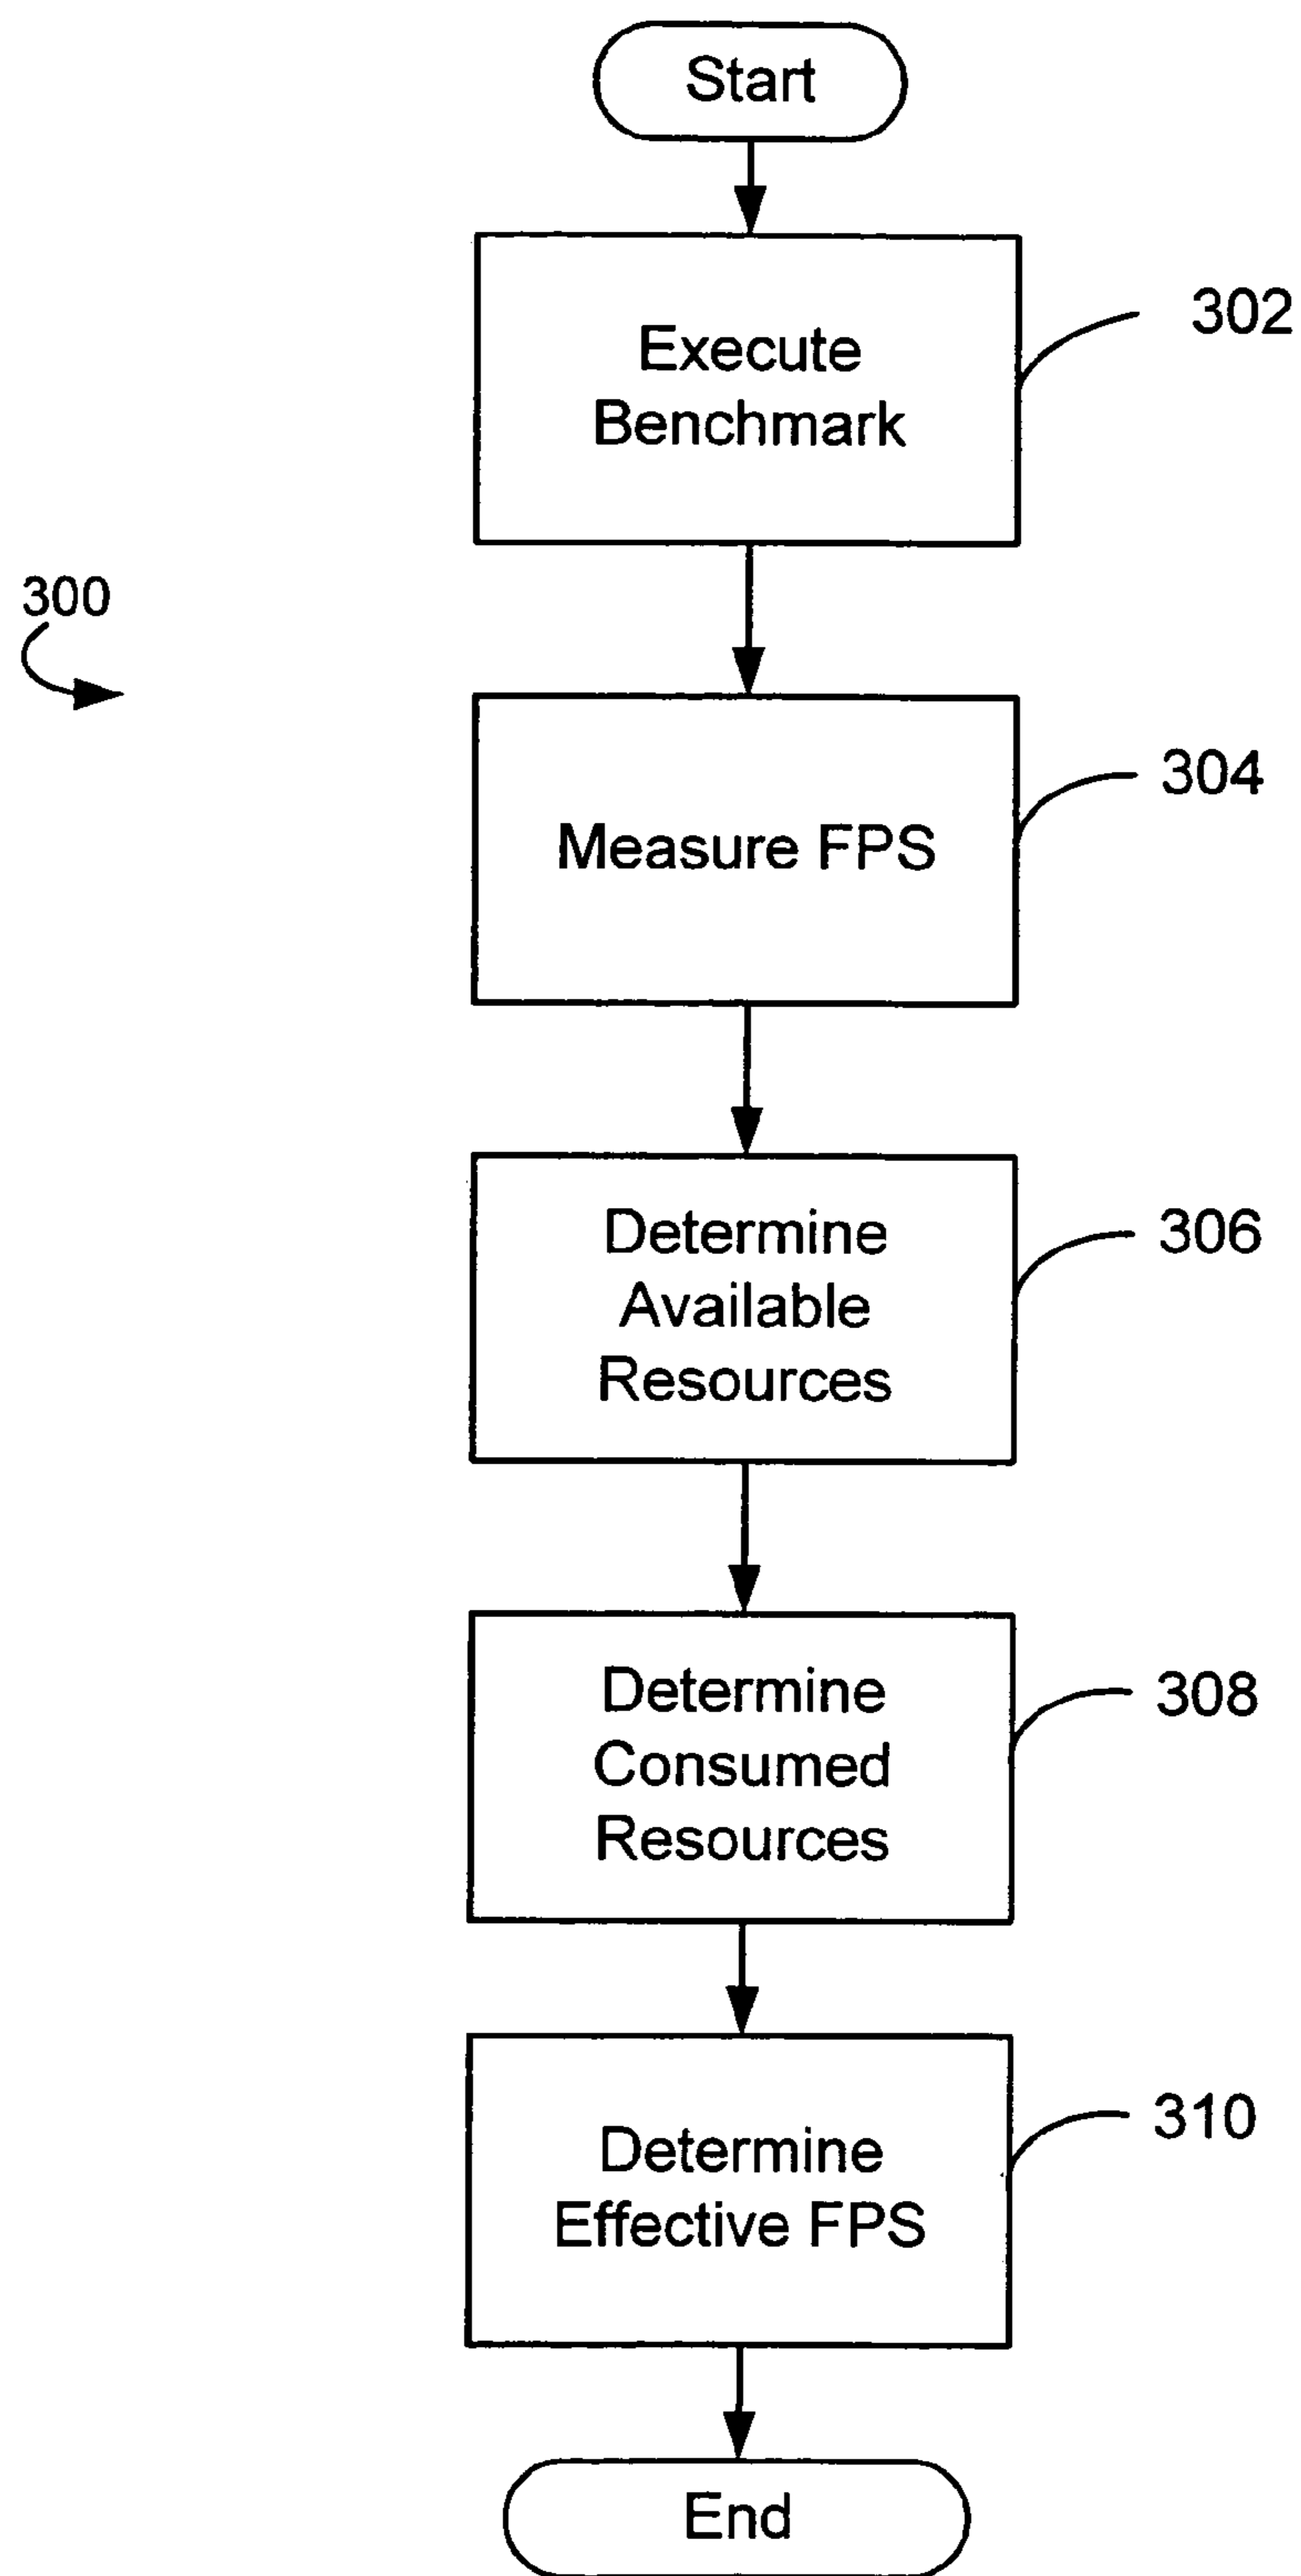 Start
Execute
Benchmark
302
300
Measure FPS
304
Determine
Available
Resources
306
Determine
Consumed
Resources
308
Determine
Effective FPS
310
End